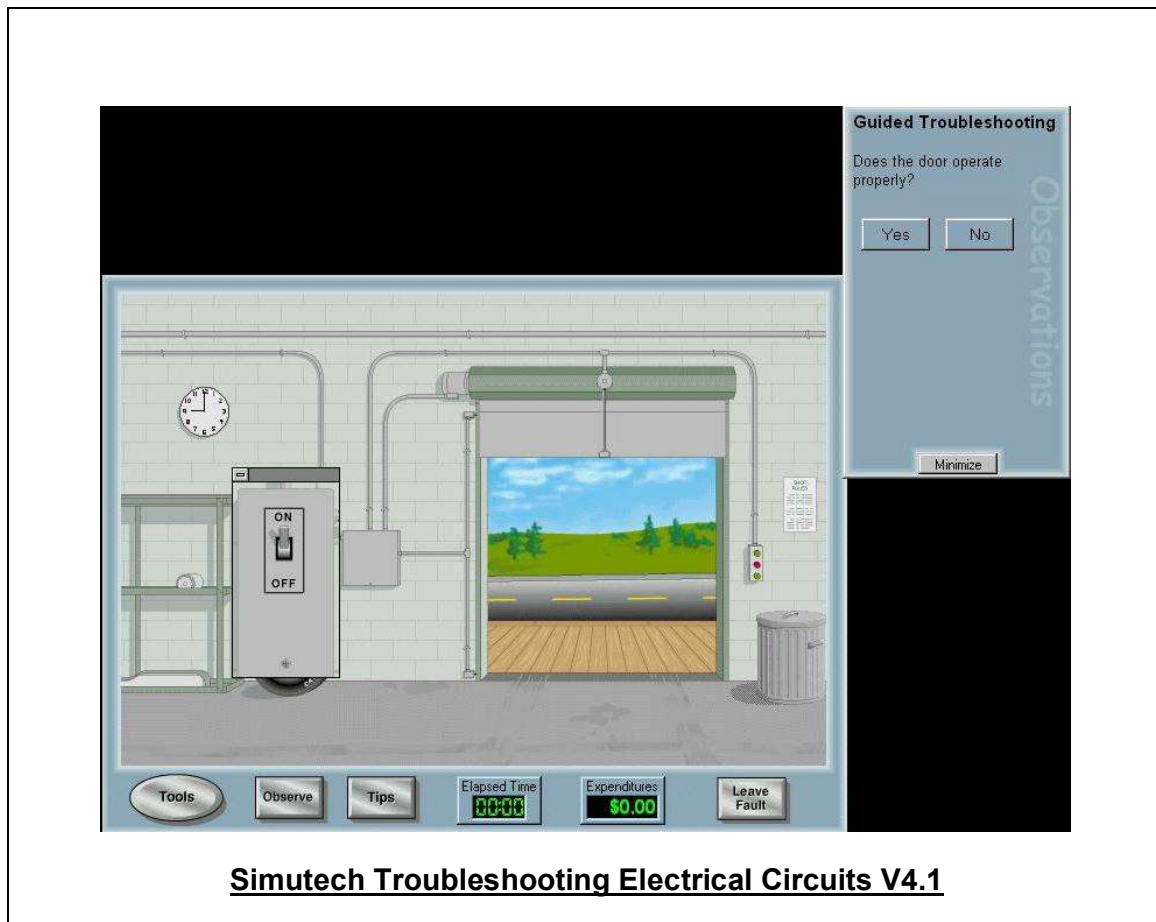 Guided Troubleshooting
Does the door operate
properly?
Yes
No
Observations
Minimize
ON
OFF
Tools
Observe
Tips
Elapsed Time
00:00
Expenditures
$0.00
Leave
Fault
Simutech Troubleshooting Electrical Circuits V4.1